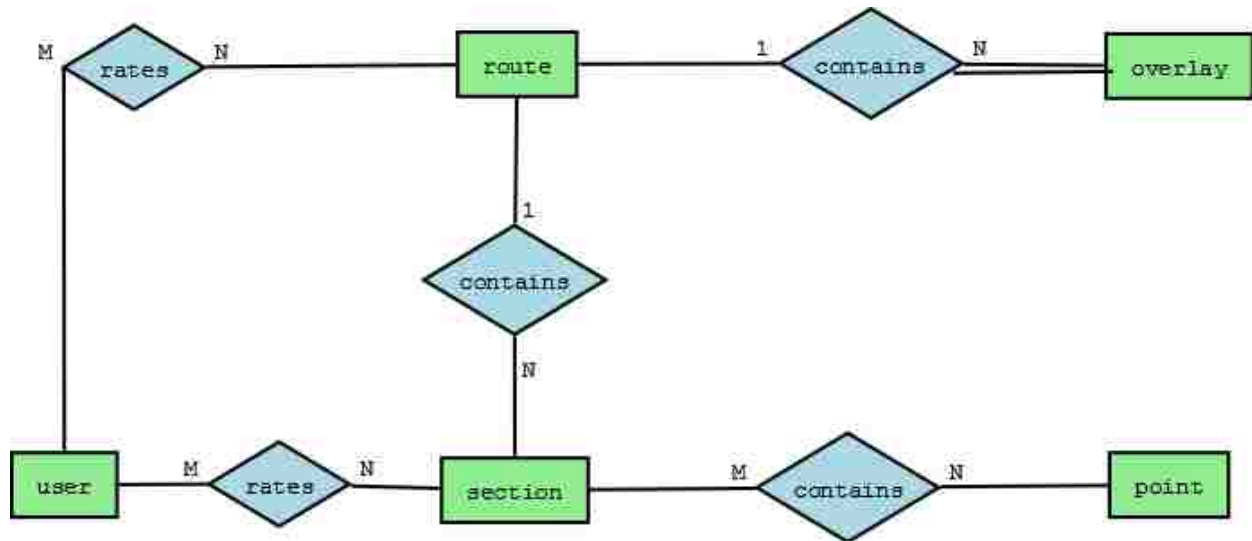 M
rates
N
route
1
contains
N
overlay
1
contains
N
user
M
rates
N
section
M
contains
N
point